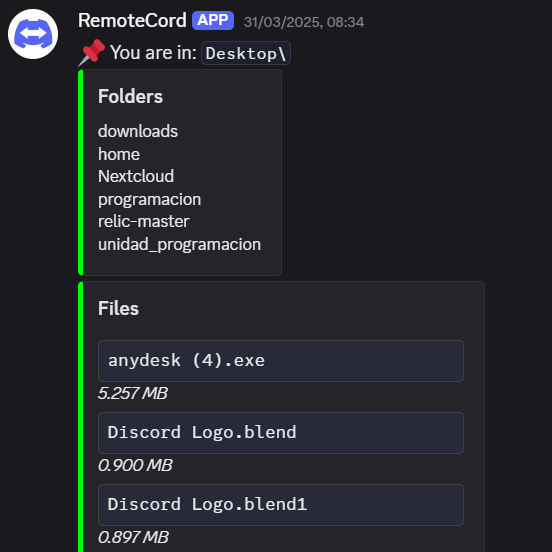 RemoteCord APP 31/03/2025, 08:34
You are in: Desktop\
Folders
downloads
home
Nextcloud
programacion
relic-master
unidad_programacion
Files
anydesk (4).exe
5.257 MB
Discord Logo.blend
0.900 MB
Discord Logo.blend1
0.897 MB